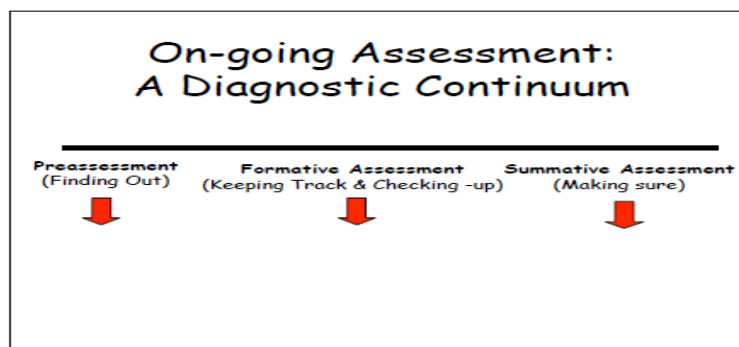 On-going Assessment:
A Diagnostic Continuum
Preassessment
(Finding Out)
Formative Assessment
(Keeping Track & Checking -up)
Summative Assessment
(Making sure)